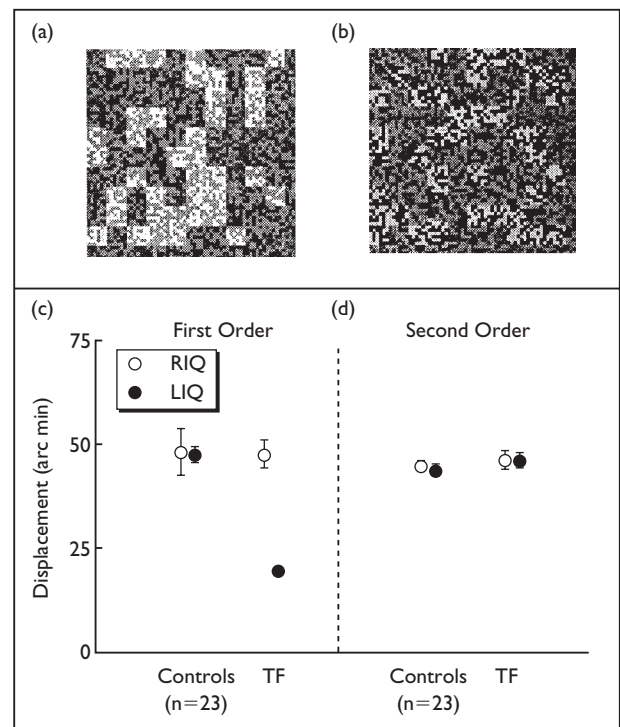 (a)
(b)
(c)
(d)
First Order
Second Order
75
RIQ
LIQ
50
25
0
Displacement (arc min)
Controls TF Controls TF
(n=23) (n=23)